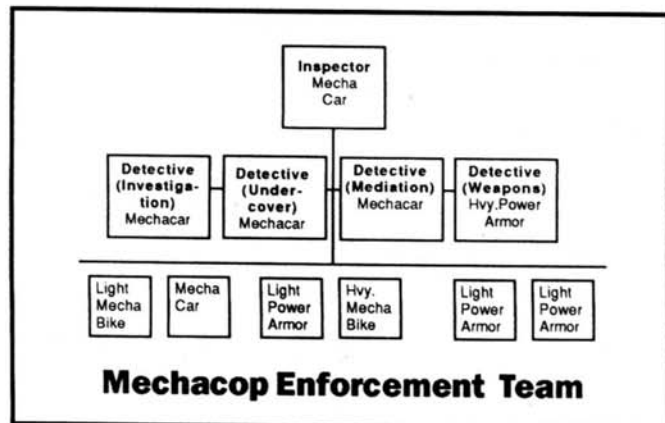 Inspector
Mecha
Car
Detective
(Investiga-
tion)
Mechacar
Detective
(Under-
cover)
Mechacar
Detective
(Mediation)
Mechacar
Detective
(Weapons)
Hvy.Power
Armor
Light
Mecha
Bike
Mecha
Car
Light
Power
Armor
Hvy.
Mecha
Bike
Light
Power
Armor
Light
Power
Armor
Mechacop Enforcement Team